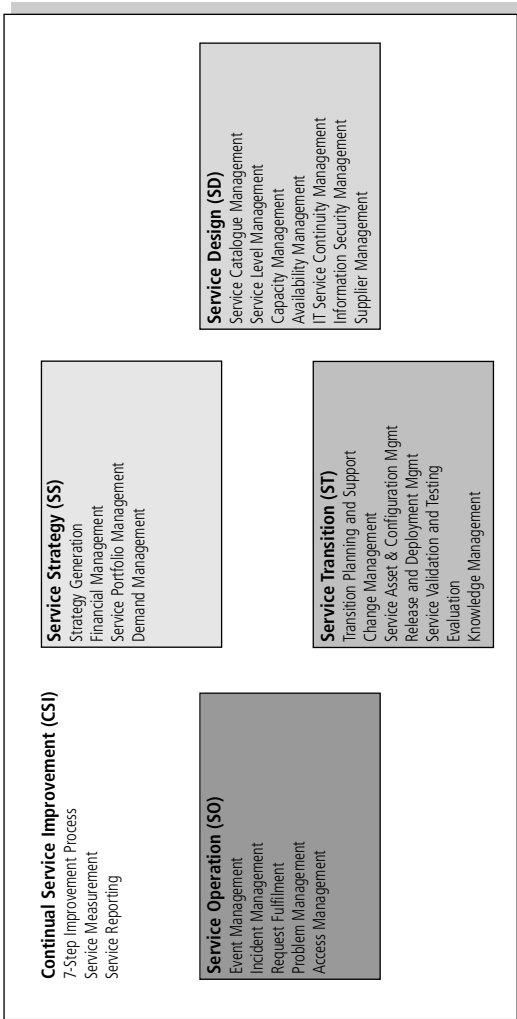 Continual Service Improvement (CSI)
7-Step Improvement Process
Service Measurement
Service Reporting
Service Strategy (SS)
Strategy Generation
Financial Management
Service Portfolio Management
Demand Management
Service Operation (SO)
Event Management
Incident Management
Request Fulfilment
Problem Management
Access Management
Service Transition (ST)
Transition Planning and Support
Change Management
Service Asset & Configuration Mgmt
Release and Deployment Mgmt
Service Validation and Testing
Evaluation
Knowledge Management
Service Design (SD)
Service Catalogue Management
Service Level Management
Capacity Management
Availability Management
IT Service Continuity Management
Information Security Management
Supplier Management